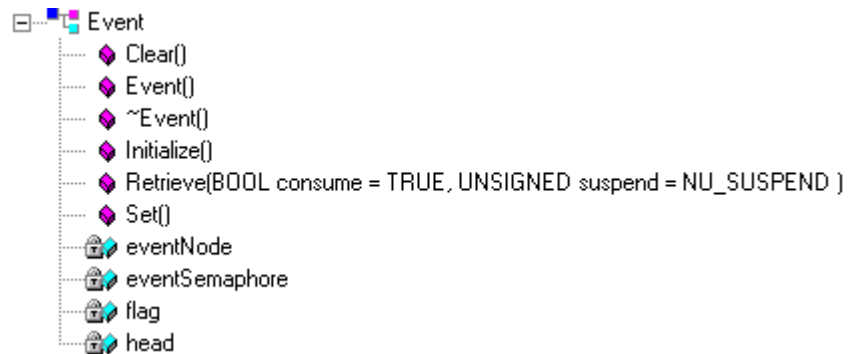 Event
Clear()
Event()
~Event()
Initialize()
Retrieve(BOOL consume = TRUE, UNSIGNED suspend = NU_SUSPEND )
Set()
eventNode
eventSemaphore
flag
head